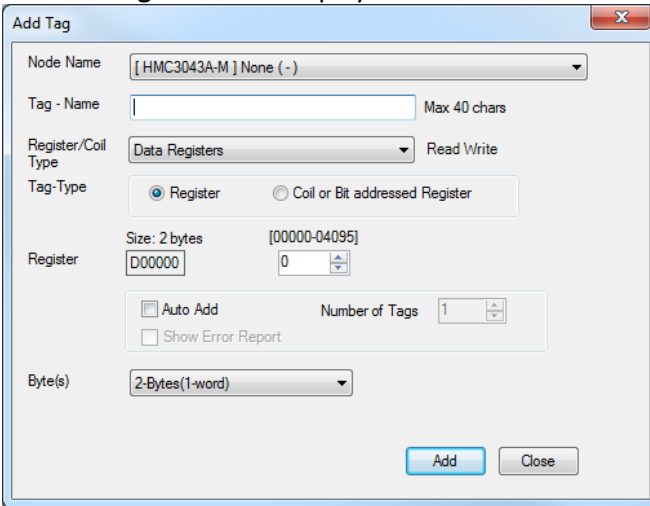 Add Tag
Node Name [ HMC3043A-M ] None ( - )
Tag - Name Max 40 chars
Register/Coil Type Data Registers Read Write
Tag-Type Register Coil or Bit addressed Register
Size: 2 bytes [00000-04095]
Register D00000 0
Auto Add Number of Tags 1
Show Error Report
Byte(s) 2-Bytes(1-word)
Add Close